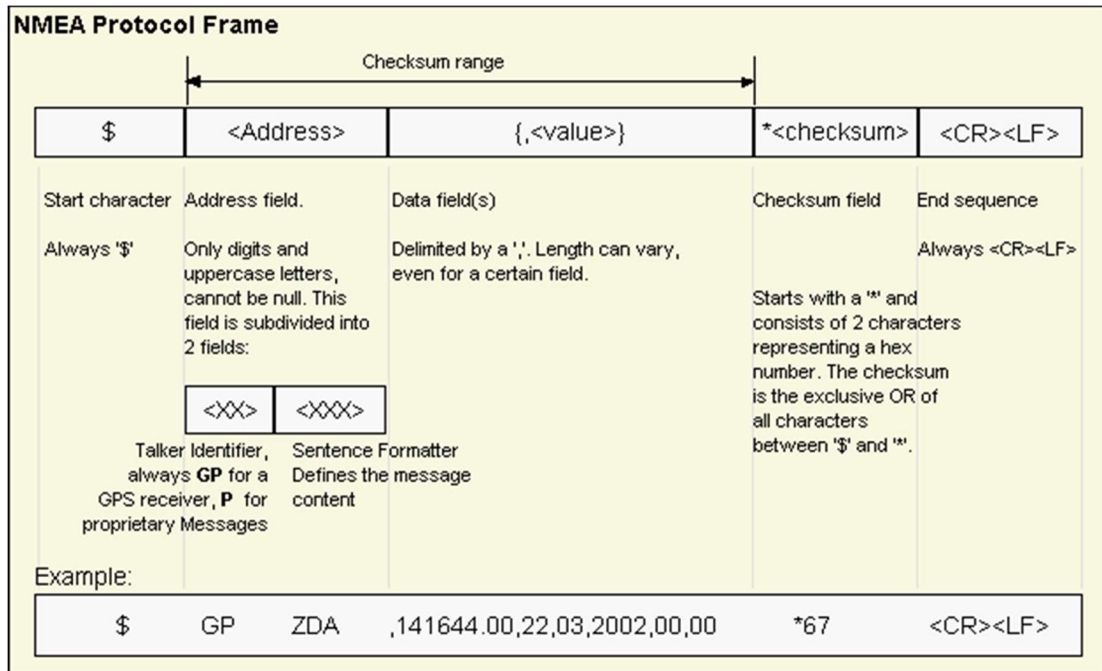 NMEA Protocol Frame
Checksum range
$ <Address> {,<value>} *<checksum> <CR><LF>
Start character
Always '$'
Address field.
Only digits and
uppercase letters,
cannot be null. This
field is subdivided into
2 fields:
<XX> <XXX>
Talker Identifier,
always GP for a
GPS receiver, P for
proprietary Messages
Sentence Formatter
Defines the message
content
Data field(s)
Delimited by a ','. Length can vary,
even for a certain field.
Checksum field
Starts with a '*' and
consists of 2 characters
representing a hex
number. The checksum
is the exclusive OR of
all characters
between '$' and '*'.
End sequence
Always <CR><LF>
Example:
$ GP ZDA ,141644.00,22,03,2002,00,00 *67 <CR><LF>